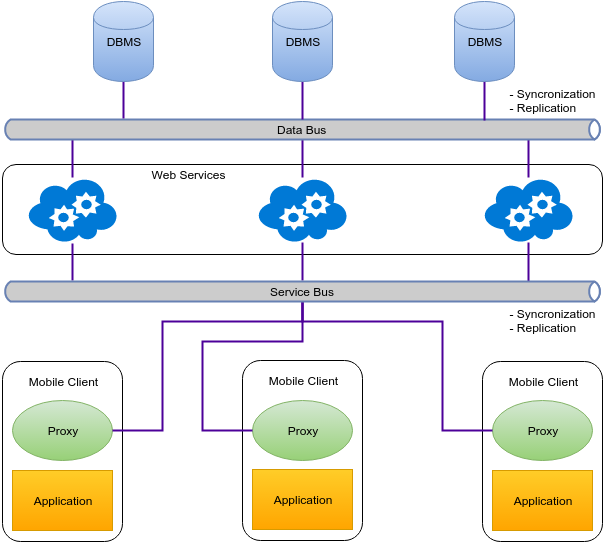 DBMS
DBMS
DBMS
- Syncronization
- Replication
Data Bus
Web Services
Service Bus
- Syncronization
- Replication
Mobile Client
Mobile Client
Mobile Client
Proxy
Proxy
Proxy
Application
Application
Application